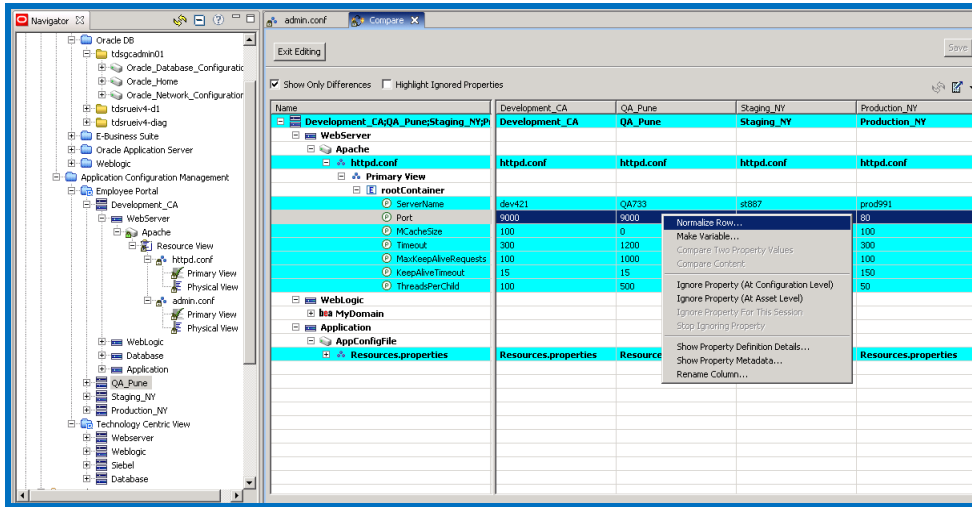 Navigator
Oracle DB
tdsgcadmin01
Oracle_Database_Configuratic
Oracle_Home
Oracle_Network_Configuration
tdsrueiv4-d1
tdsrueiv4-diag
E-Business Suite
Oracle Application Server
Weblogic
Application Configuration Management
Employee Portal
Development_CA
WebServer
Apache
Resource View
httpd.conf
Primary View
Physical View
admin.conf
Primary View
Physical View
WebLogic
Database
Application
QA_Pune
Staging_NY
Production_NY
Technology Centric View
Webserver
Weblogic
Siebel
Database
admin.conf Compare
Exit Editing Save
Show Only Differences Highlight Ignored Properties
Name Development_CA QA_Pune Staging_NY Production_NY
Development_CA;QA_Pune;Staging_NY;P Development_CA QA_Pune Staging_NY Production_NY
WebServer
Apache
httpd.conf httpd.conf httpd.conf httpd.conf httpd.conf
Primary View
E rootContainer
P ServerName dev421 QA733 st887 prod991
P Port 9000 9000 80
P MCacheSize 100 0 100
P Timeout 300 1200 300
P MaxKeepAliveRequests 100 1000 100
P KeepAliveTimeout 15 15 150
P ThreadsPerChild 100 500 50
WebLogic
bea MyDomain
Application
AppConfigFile
Resources.properties Resources.properties Resource Resources.properties
Normalize Row...
Make Variable...
Compare Two Property Values
Compare Content
Ignore Property (At Configuration Level)
Ignore Property (At Asset Level)
Ignore Property For This Session
Stop Ignoring Property
Show Property Definition Details...
Show Property Metadata...
Rename Column...